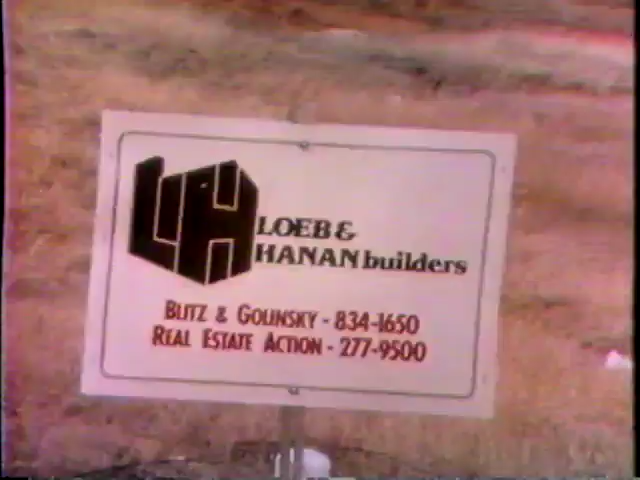 LH
LOEB &
HANAN builders
BLITZ & GOLINSKY - 834-1650
REAL ESTATE ACTION - 277-9500